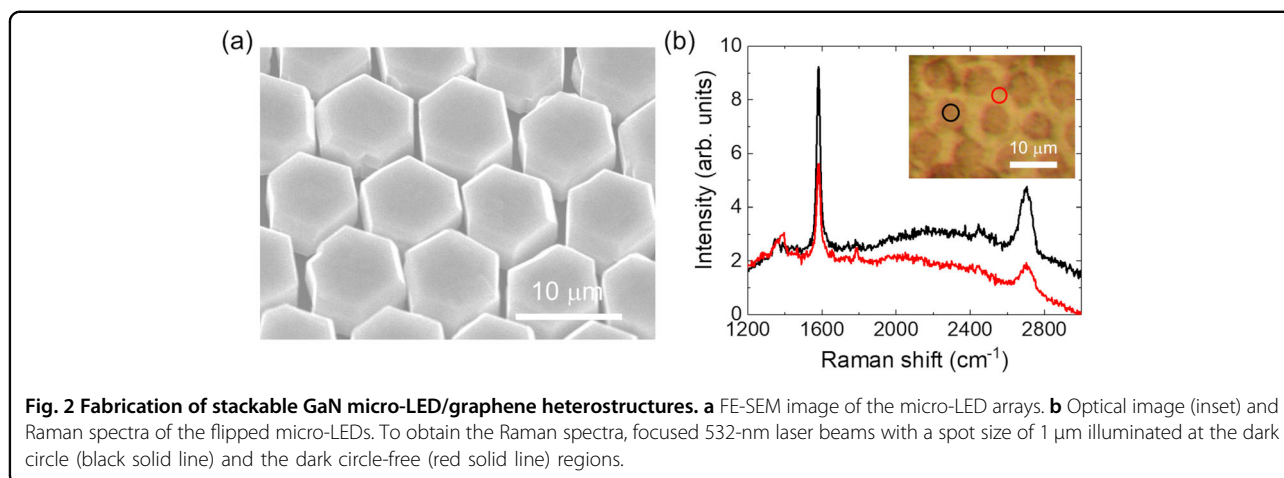 (a)
10 μm
(b)
10
8
6
4
2
0
Intensity (arb. units)
10 μm
1200 1600 2000 2400 2800
Raman shift (cm⁻¹)
Fig. 2 Fabrication of stackable GaN micro-LED/graphene heterostructures. a FE-SEM image of the micro-LED arrays. b Optical image (inset) and
Raman spectra of the flipped micro-LEDs. To obtain the Raman spectra, focused 532-nm laser beams with a spot size of 1 μm illuminated at the dark
circle (black solid line) and the dark circle-free (red solid line) regions.